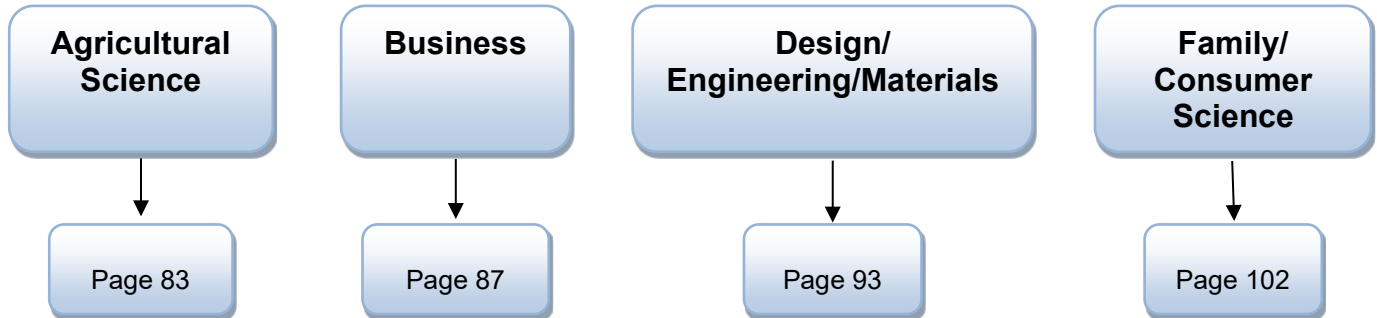 Agricultural
Science
Business
Design/
Engineering/Materials
Family/
Consumer
Science
Page 83
Page 87
Page 93
Page 102